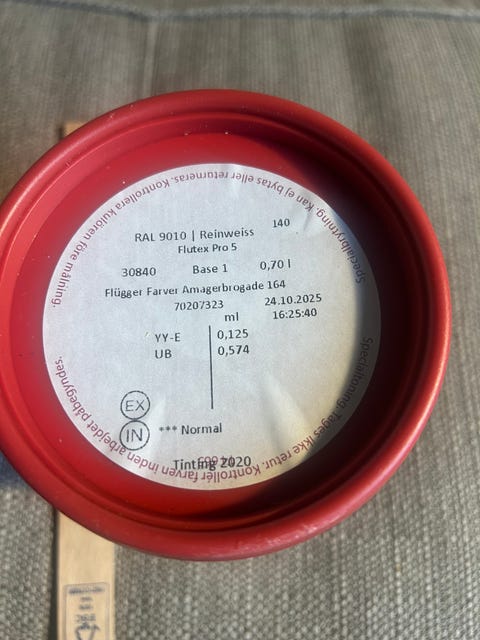 Specialbrytning. Kan ej bytas eller returneras. Kontrollera kulören före målning.
140
RAL 9010 | Reinweiss
Flutex Pro 5
30840 Base 1 0,70 l
Flügger Farver Amagerbrogade 164
70207323 24.10.2025
ml 16:25:40
YY-E 0,125
UB 0,574
EX
IN *** Normal
Tinting 2020
Specialtoning. Tages ikke retur. Kontrollér farven inden arbejdet påbegyndes.